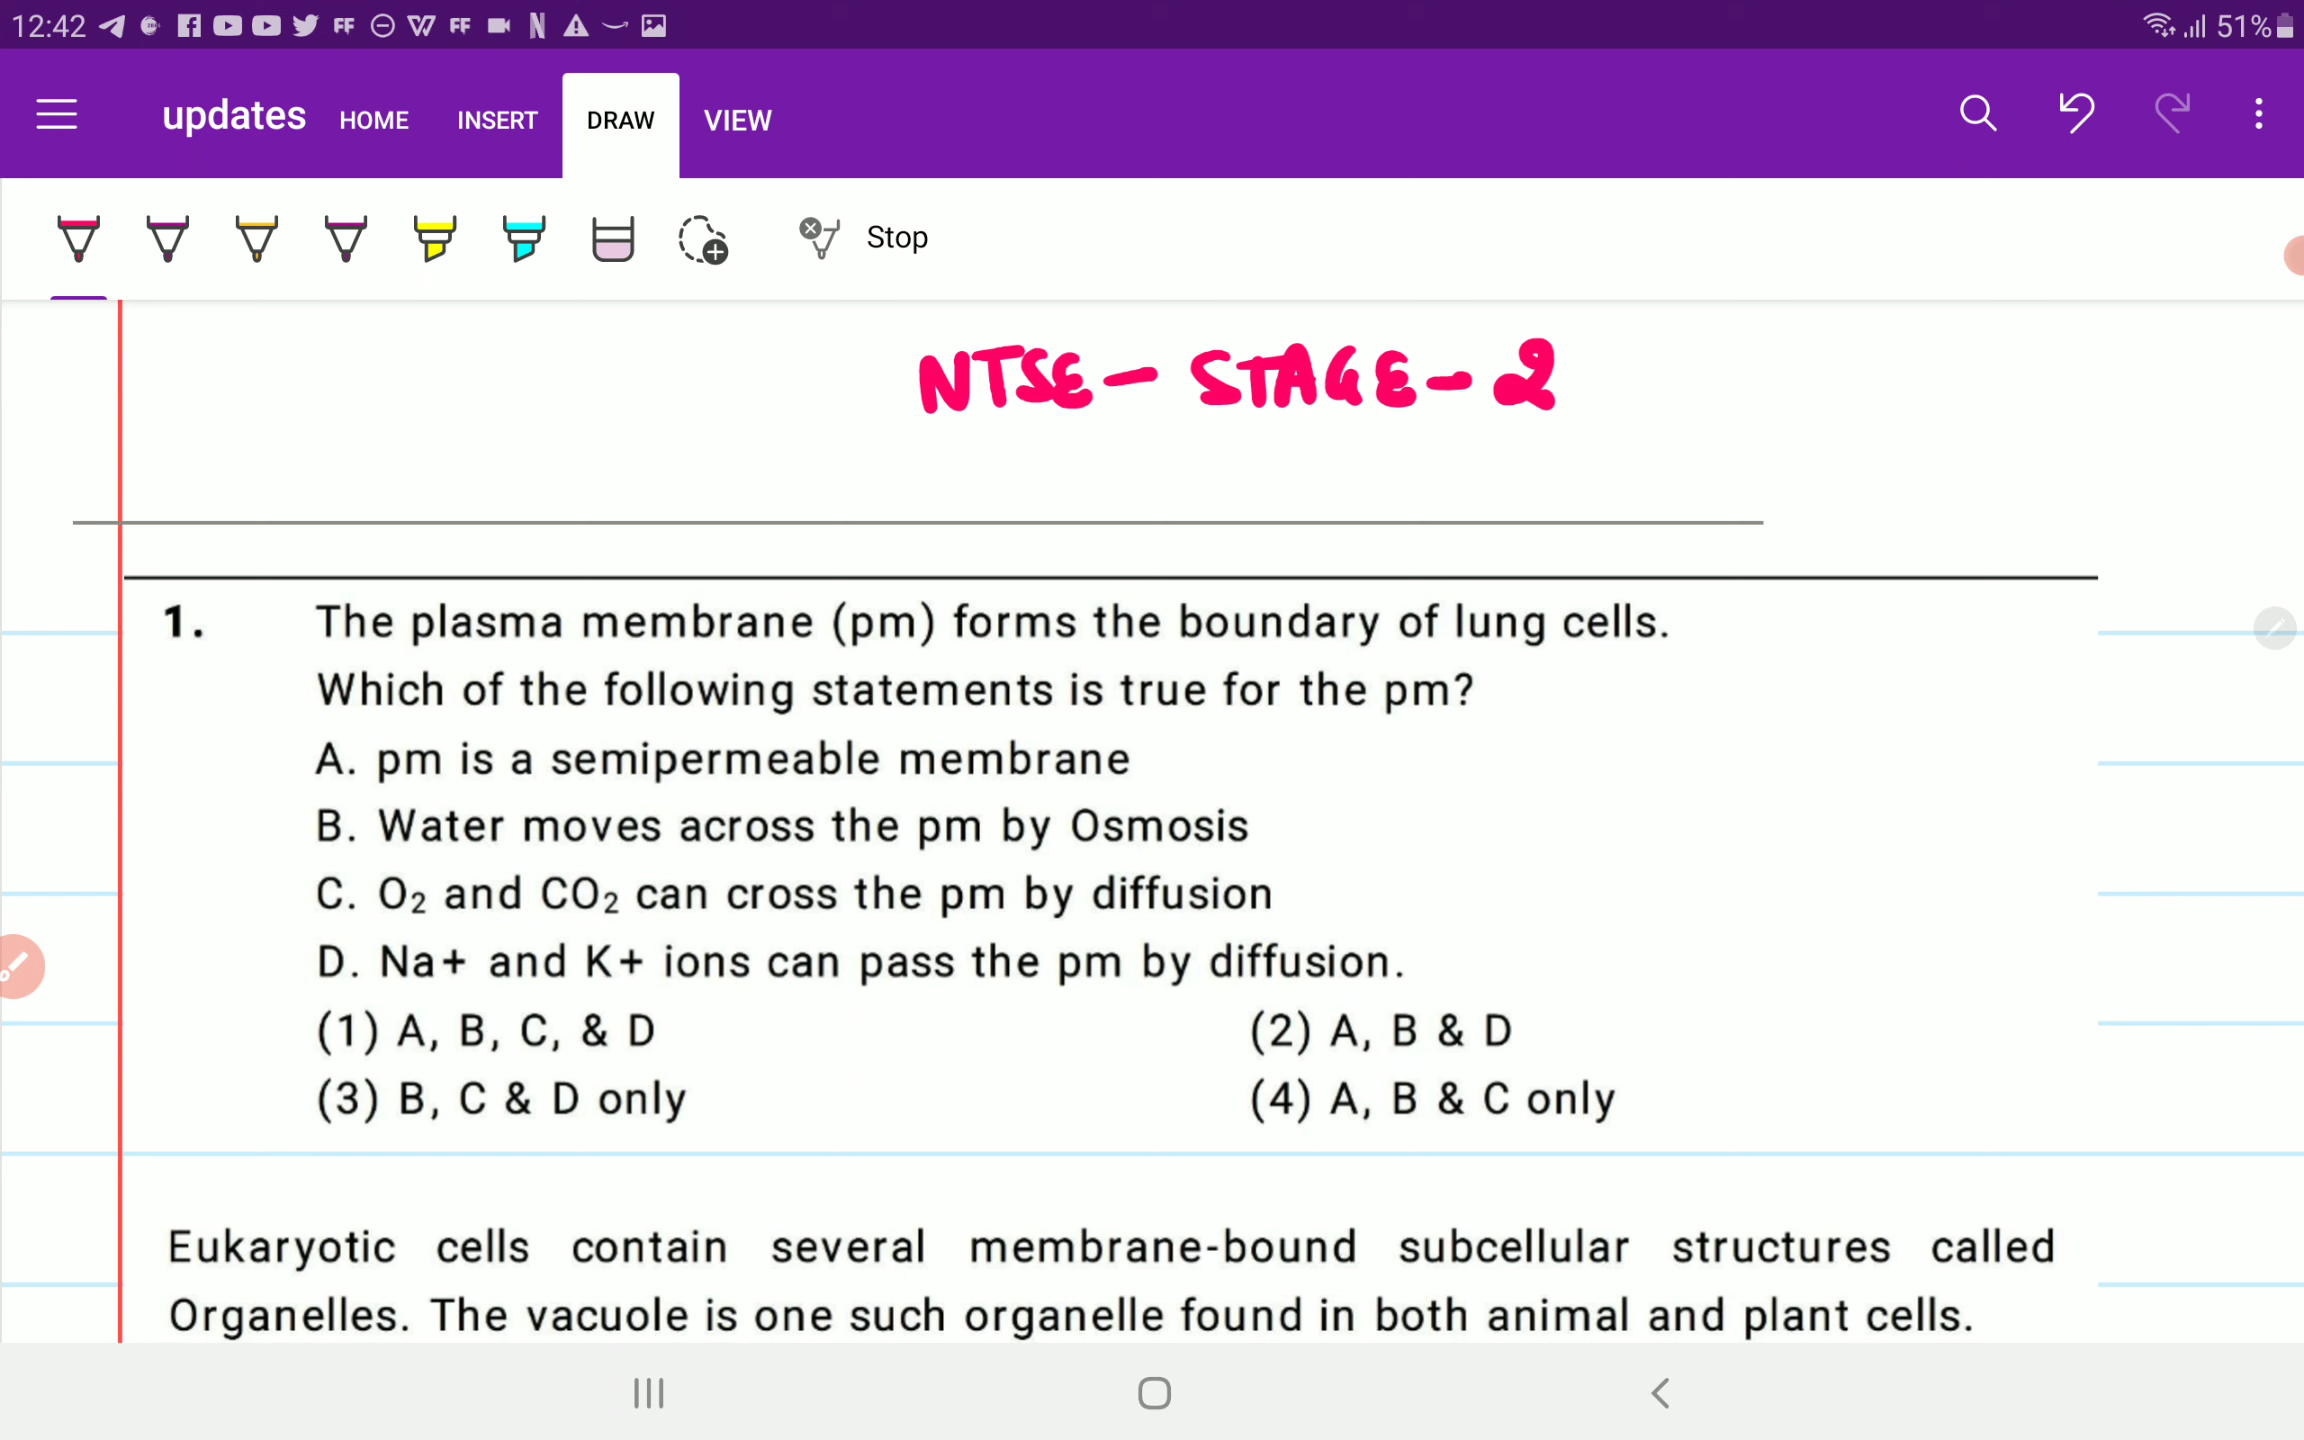 12:42 FF FF N 51%
updates HOME INSERT DRAW VIEW
Stop
NTSE - STAGE - 2
1. The plasma membrane (pm) forms the boundary of lung cells.
Which of the following statements is true for the pm?
A. pm is a semipermeable membrane
B. Water moves across the pm by Osmosis
C. O₂ and CO₂ can cross the pm by diffusion
D. Na+ and K+ ions can pass the pm by diffusion.
(1) A, B, C, & D (2) A, B & D
(3) B, C & D only (4) A, B & C only
Eukaryotic cells contain several membrane-bound subcellular structures called
Organelles. The vacuole is one such organelle found in both animal and plant cells.